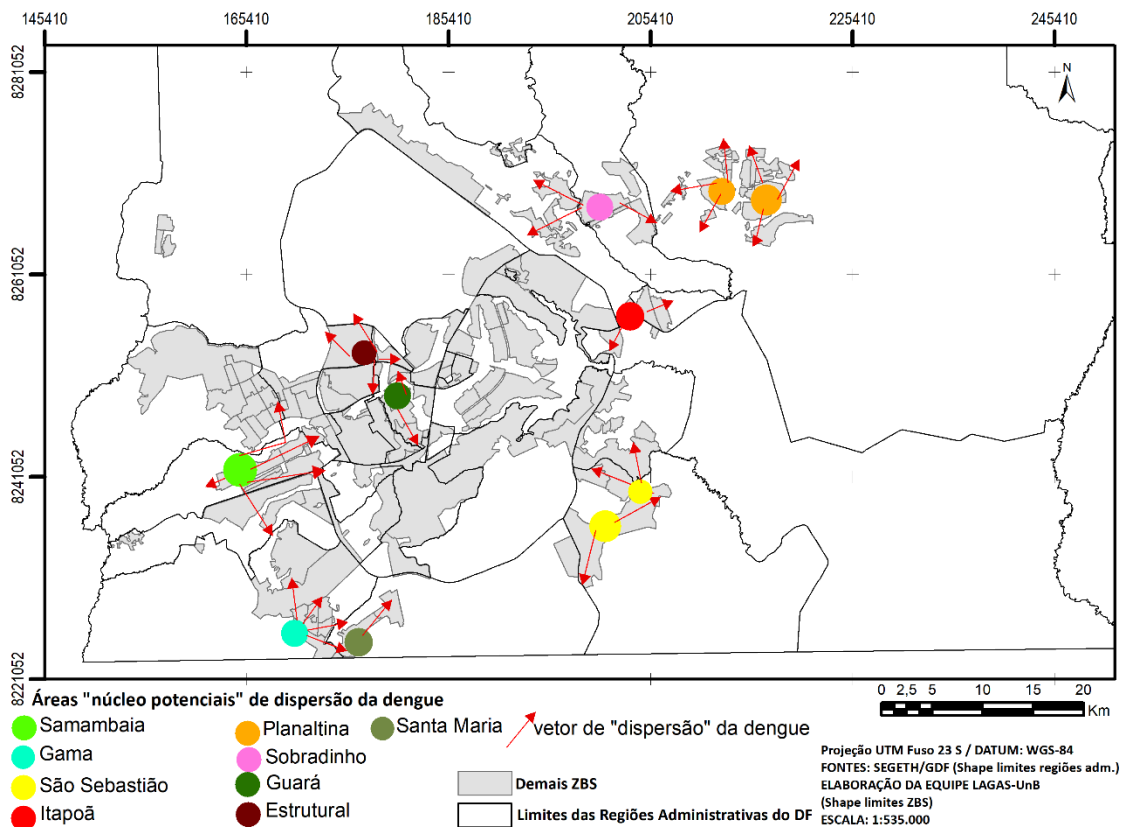 145410 165410 185410 205410 225410 245410
8281052
N
8261052
8241052
8221052
Áreas "núcleo potenciais" de dispersão da dengue
Samambaia
Gama
São Sebastião
Itapoã
Planaltina
Sobradinho
Guará
Estrutural
Santa Maria
vetor de "dispersão" da dengue
Demais ZBS
Limites das Regiões Administrativas do DF
0 2,5 5 10 15 20
Km
Projeção UTM Fuso 23 S / DATUM: WGS-84
FONTES: SEGETH/GDF (Shape limites regiões adm.)
ELABORAÇÃO DA EQUIPE LAGAS-UnB
(Shape limites ZBS)
ESCALA: 1:535.000